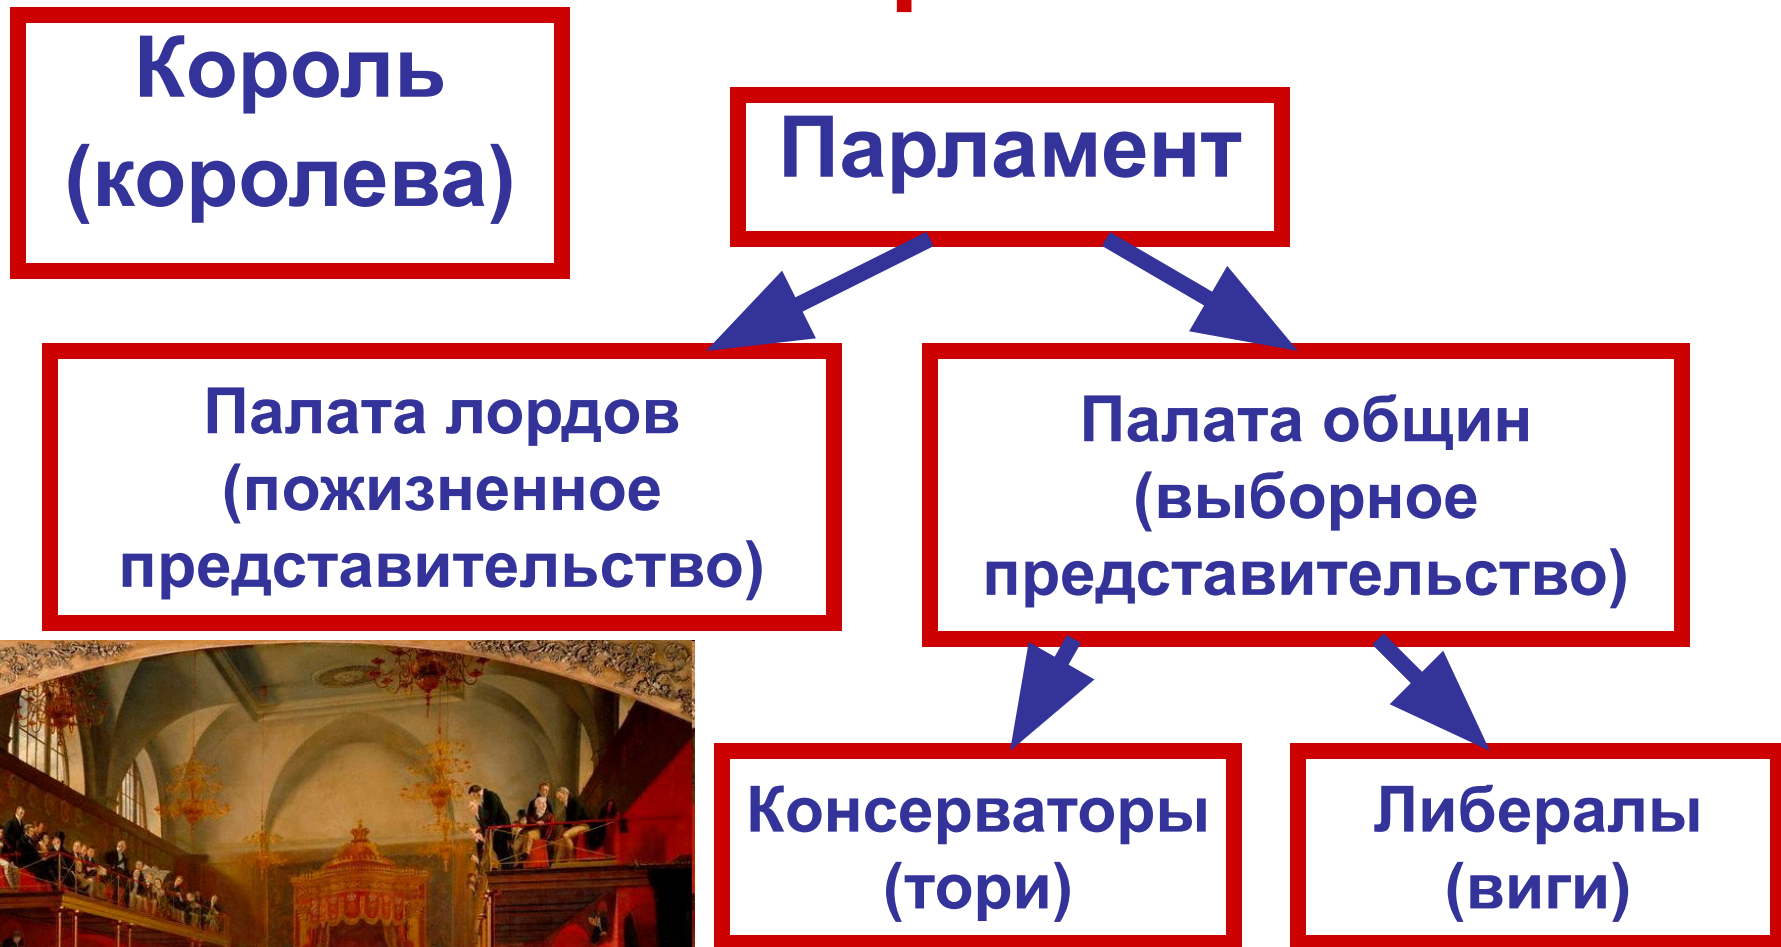 Король
(королева)
Парламент
Палата лордов
(пожизненное
представительство)
Палата общин
(выборное
представительство)
Консерваторы
(тори)
Либералы
(виги)